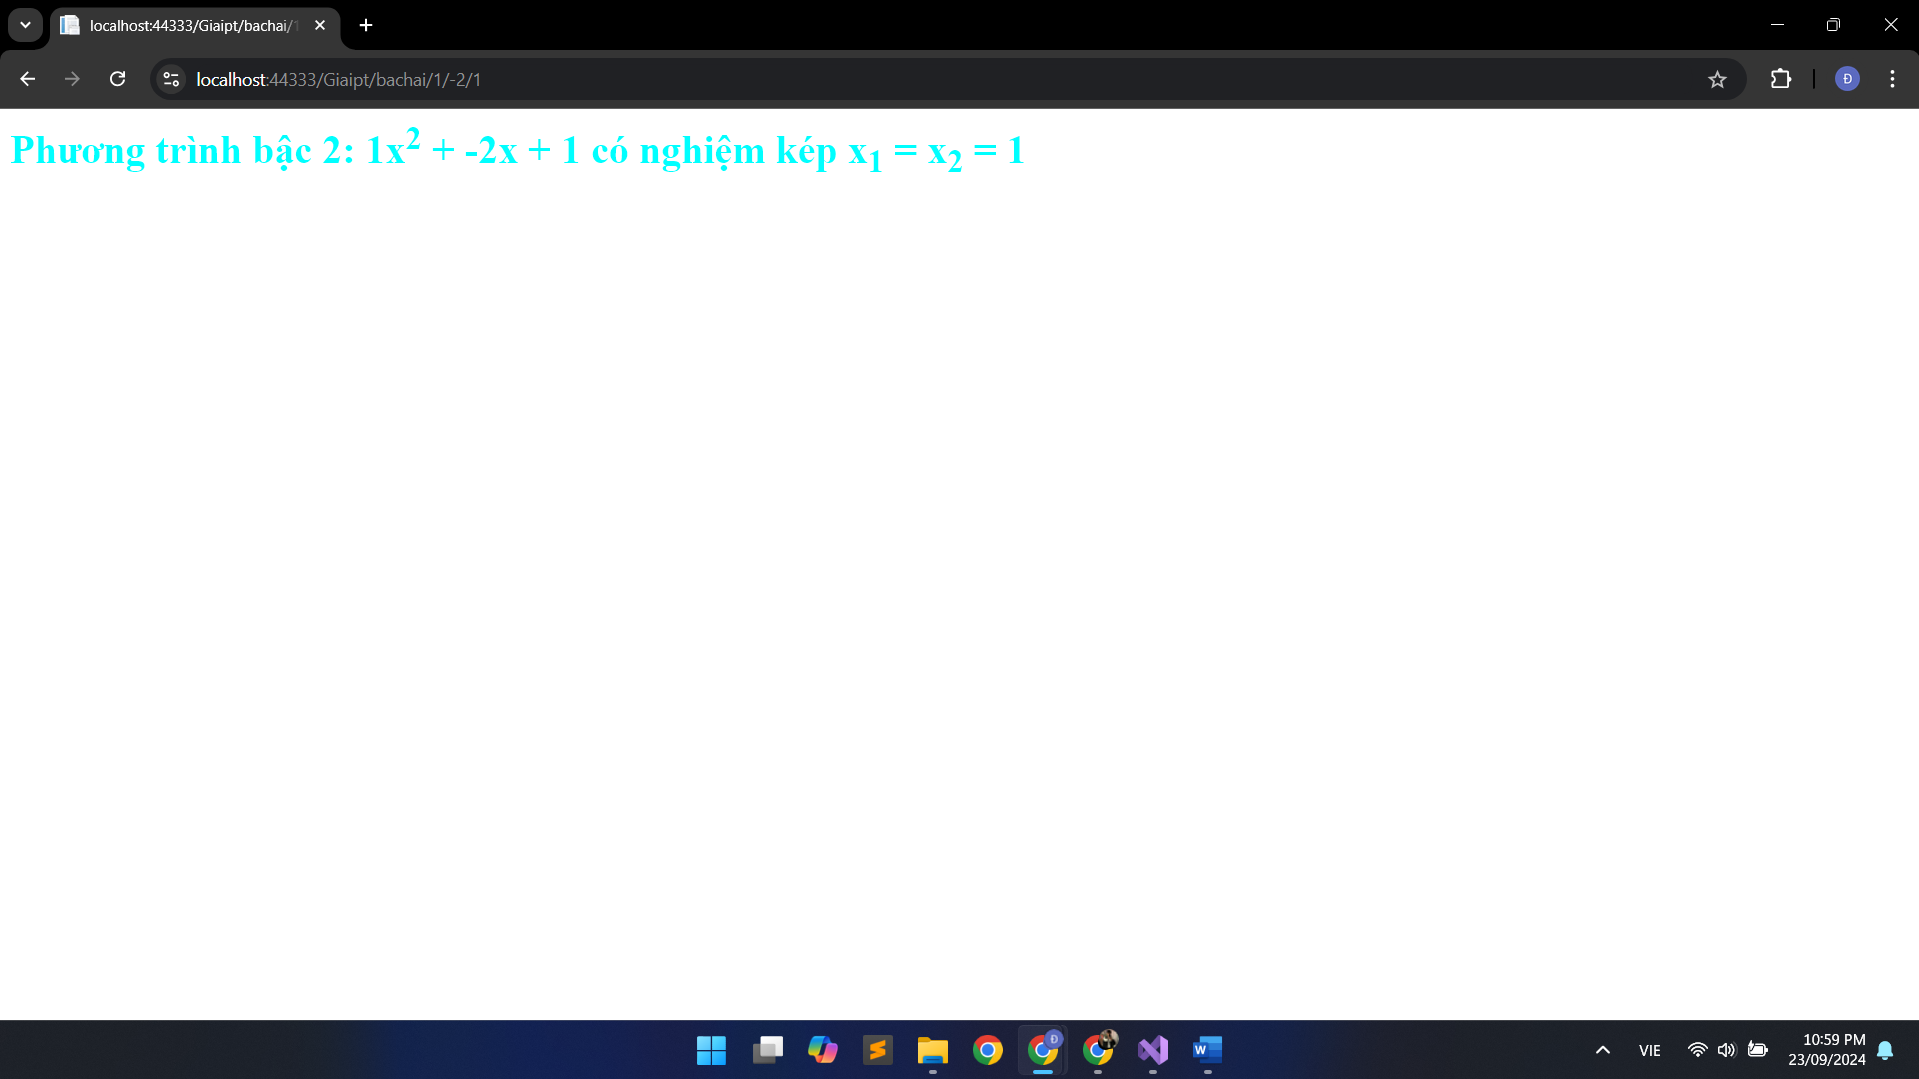 localhost:44333/Giaipt/bachai/1
localhost:44333/Giaipt/bachai/1/-2/1
Đ
Phương trình bậc 2: 1x² + -2x + 1 có nghiệm kép x₁ = x₂ = 1
Đ
W
VIE
10:59 PM
23/09/2024